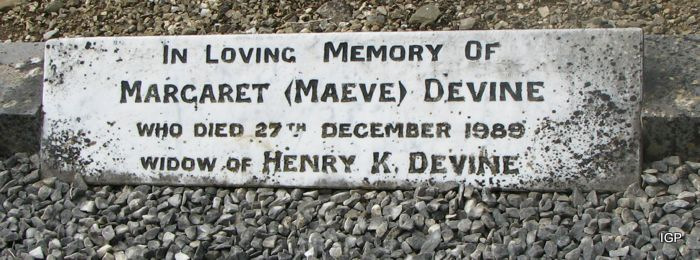 In Loving Memory Of
Margaret (Maeve) Devine
who died 27th December 1989
widow of Henry K. Devine
IGP